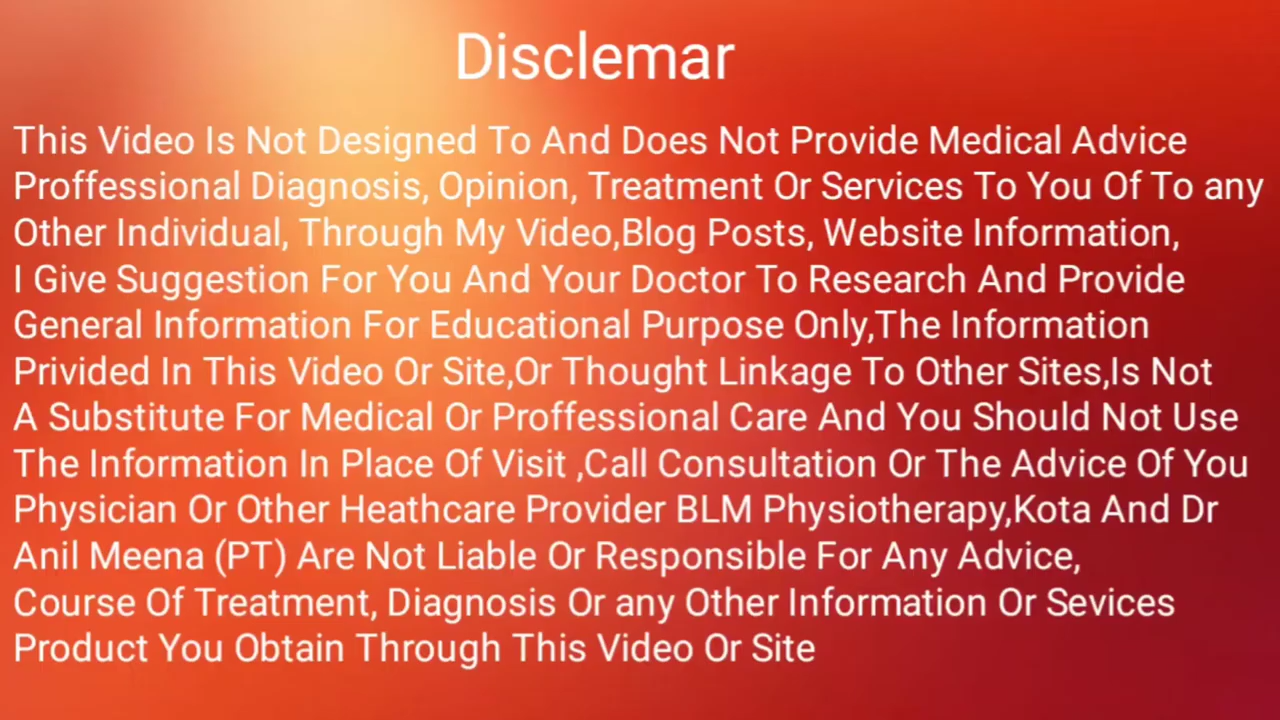 Disclemar
This Video Is Not Designed To And Does Not Provide Medical Advice
Proffessional Diagnosis, Opinion, Treatment Or Services To You Of To any
Other Individual, Through My Video,Blog Posts, Website Information,
I Give Suggestion For You And Your Doctor To Research And Provide
General Information For Educational Purpose Only,The Information
Privided In This Video Or Site,Or Thought Linkage To Other Sites,Is Not
A Substitute For Medical Or Proffessional Care And You Should Not Use
The Information In Place Of Visit ,Call Consultation Or The Advice Of You
Physician Or Other Heathcare Provider BLM Physiotherapy,Kota And Dr
Anil Meena (PT) Are Not Liable Or Responsible For Any Advice,
Course Of Treatment, Diagnosis Or any Other Information Or Sevices
Product You Obtain Through This Video Or Site